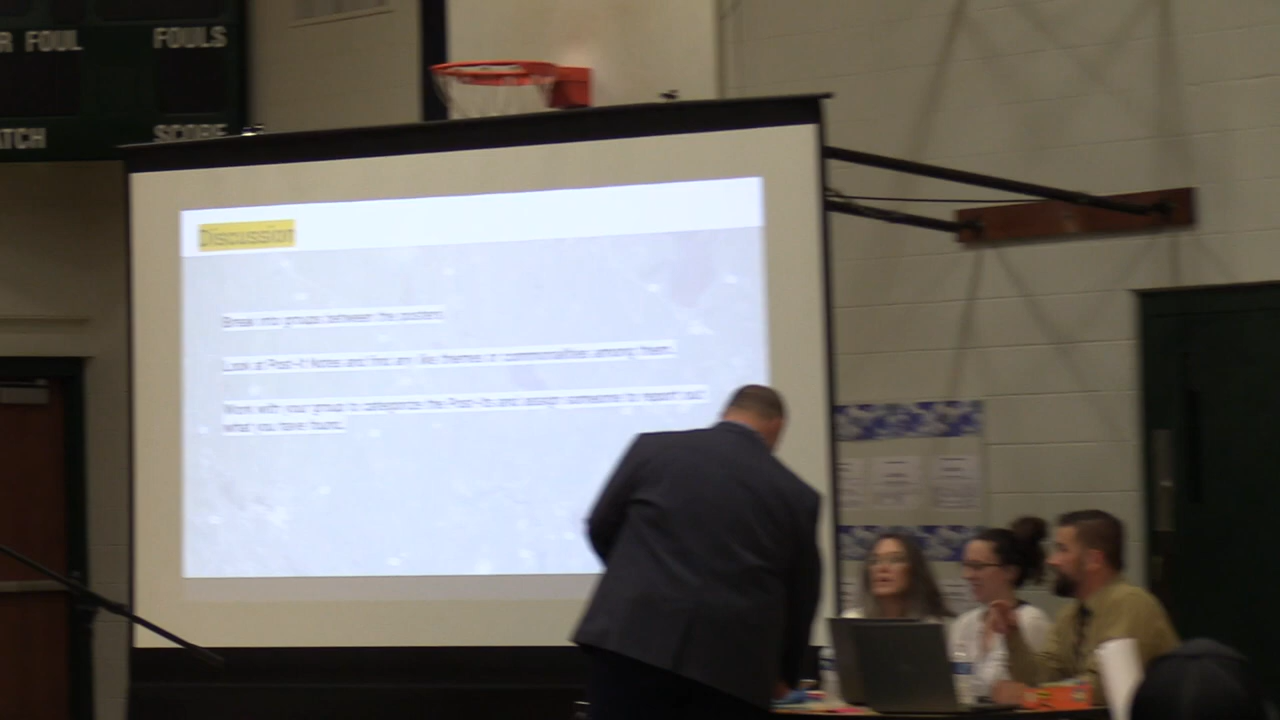 R FOUL
FOULS
ATCH
SCORE
Discussion
Break into groups between the posters.
Look at Post-it Notes and find any like themes or commonalities among them.
Work with your group to categorize the Post-its and assign someone to report out
what you have found.